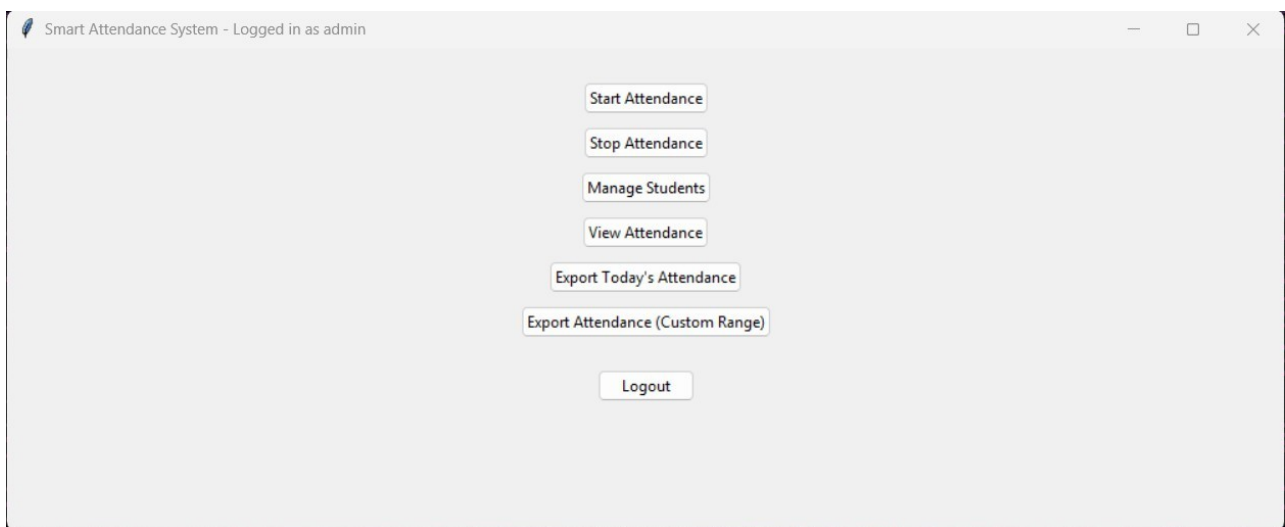 Smart Attendance System - Logged in as admin
Start Attendance
Stop Attendance
Manage Students
View Attendance
Export Today's Attendance
Export Attendance (Custom Range)
Logout